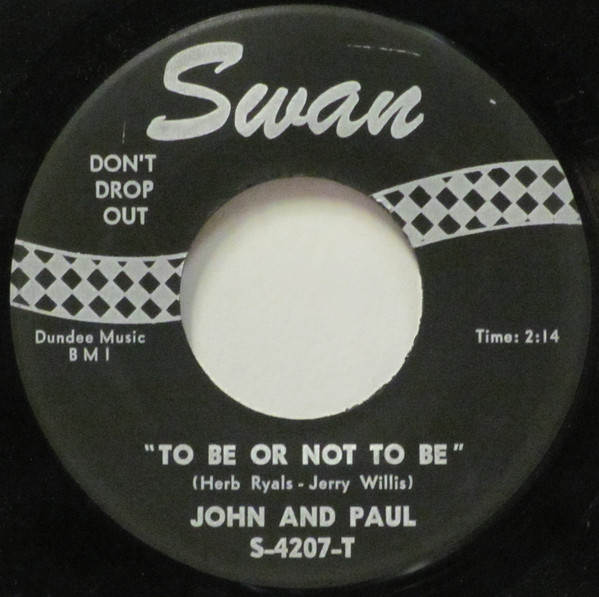 Swan
DON'T
DROP
OUT
Dundee Music
BMI
Time: 2:14
"TO BE OR NOT TO BE"
(Herb Ryals - Jerry Willis)
JOHN AND PAUL
S-4207-T